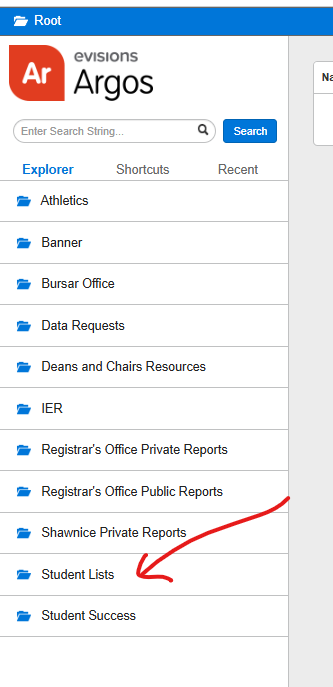 Root
Ar
evisions
Argos
Enter Search String...
Search
Explorer Shortcuts Recent
Athletics
Banner
Bursar Office
Data Requests
Deans and Chairs Resources
IER
Registrar's Office Private Reports
Registrar's Office Public Reports
Shawnice Private Reports
Student Lists
Student Success